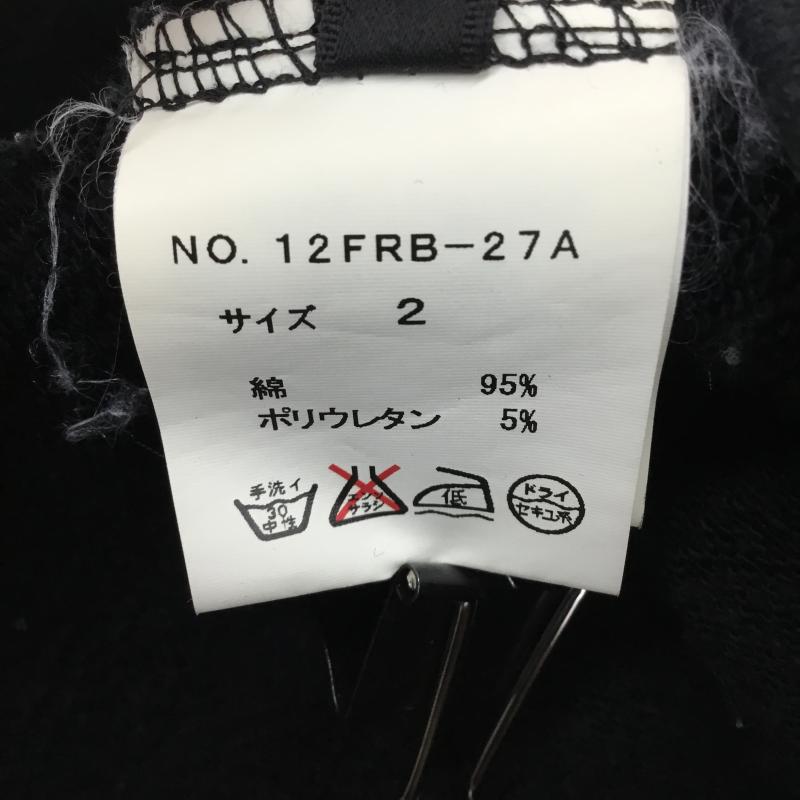 NO. 12FRB-27A
サイズ 2
綿 95%
ポリウレタン 5%
手洗イ
30
中性
エンソ
サラシ
低
ドライ
セキユ系